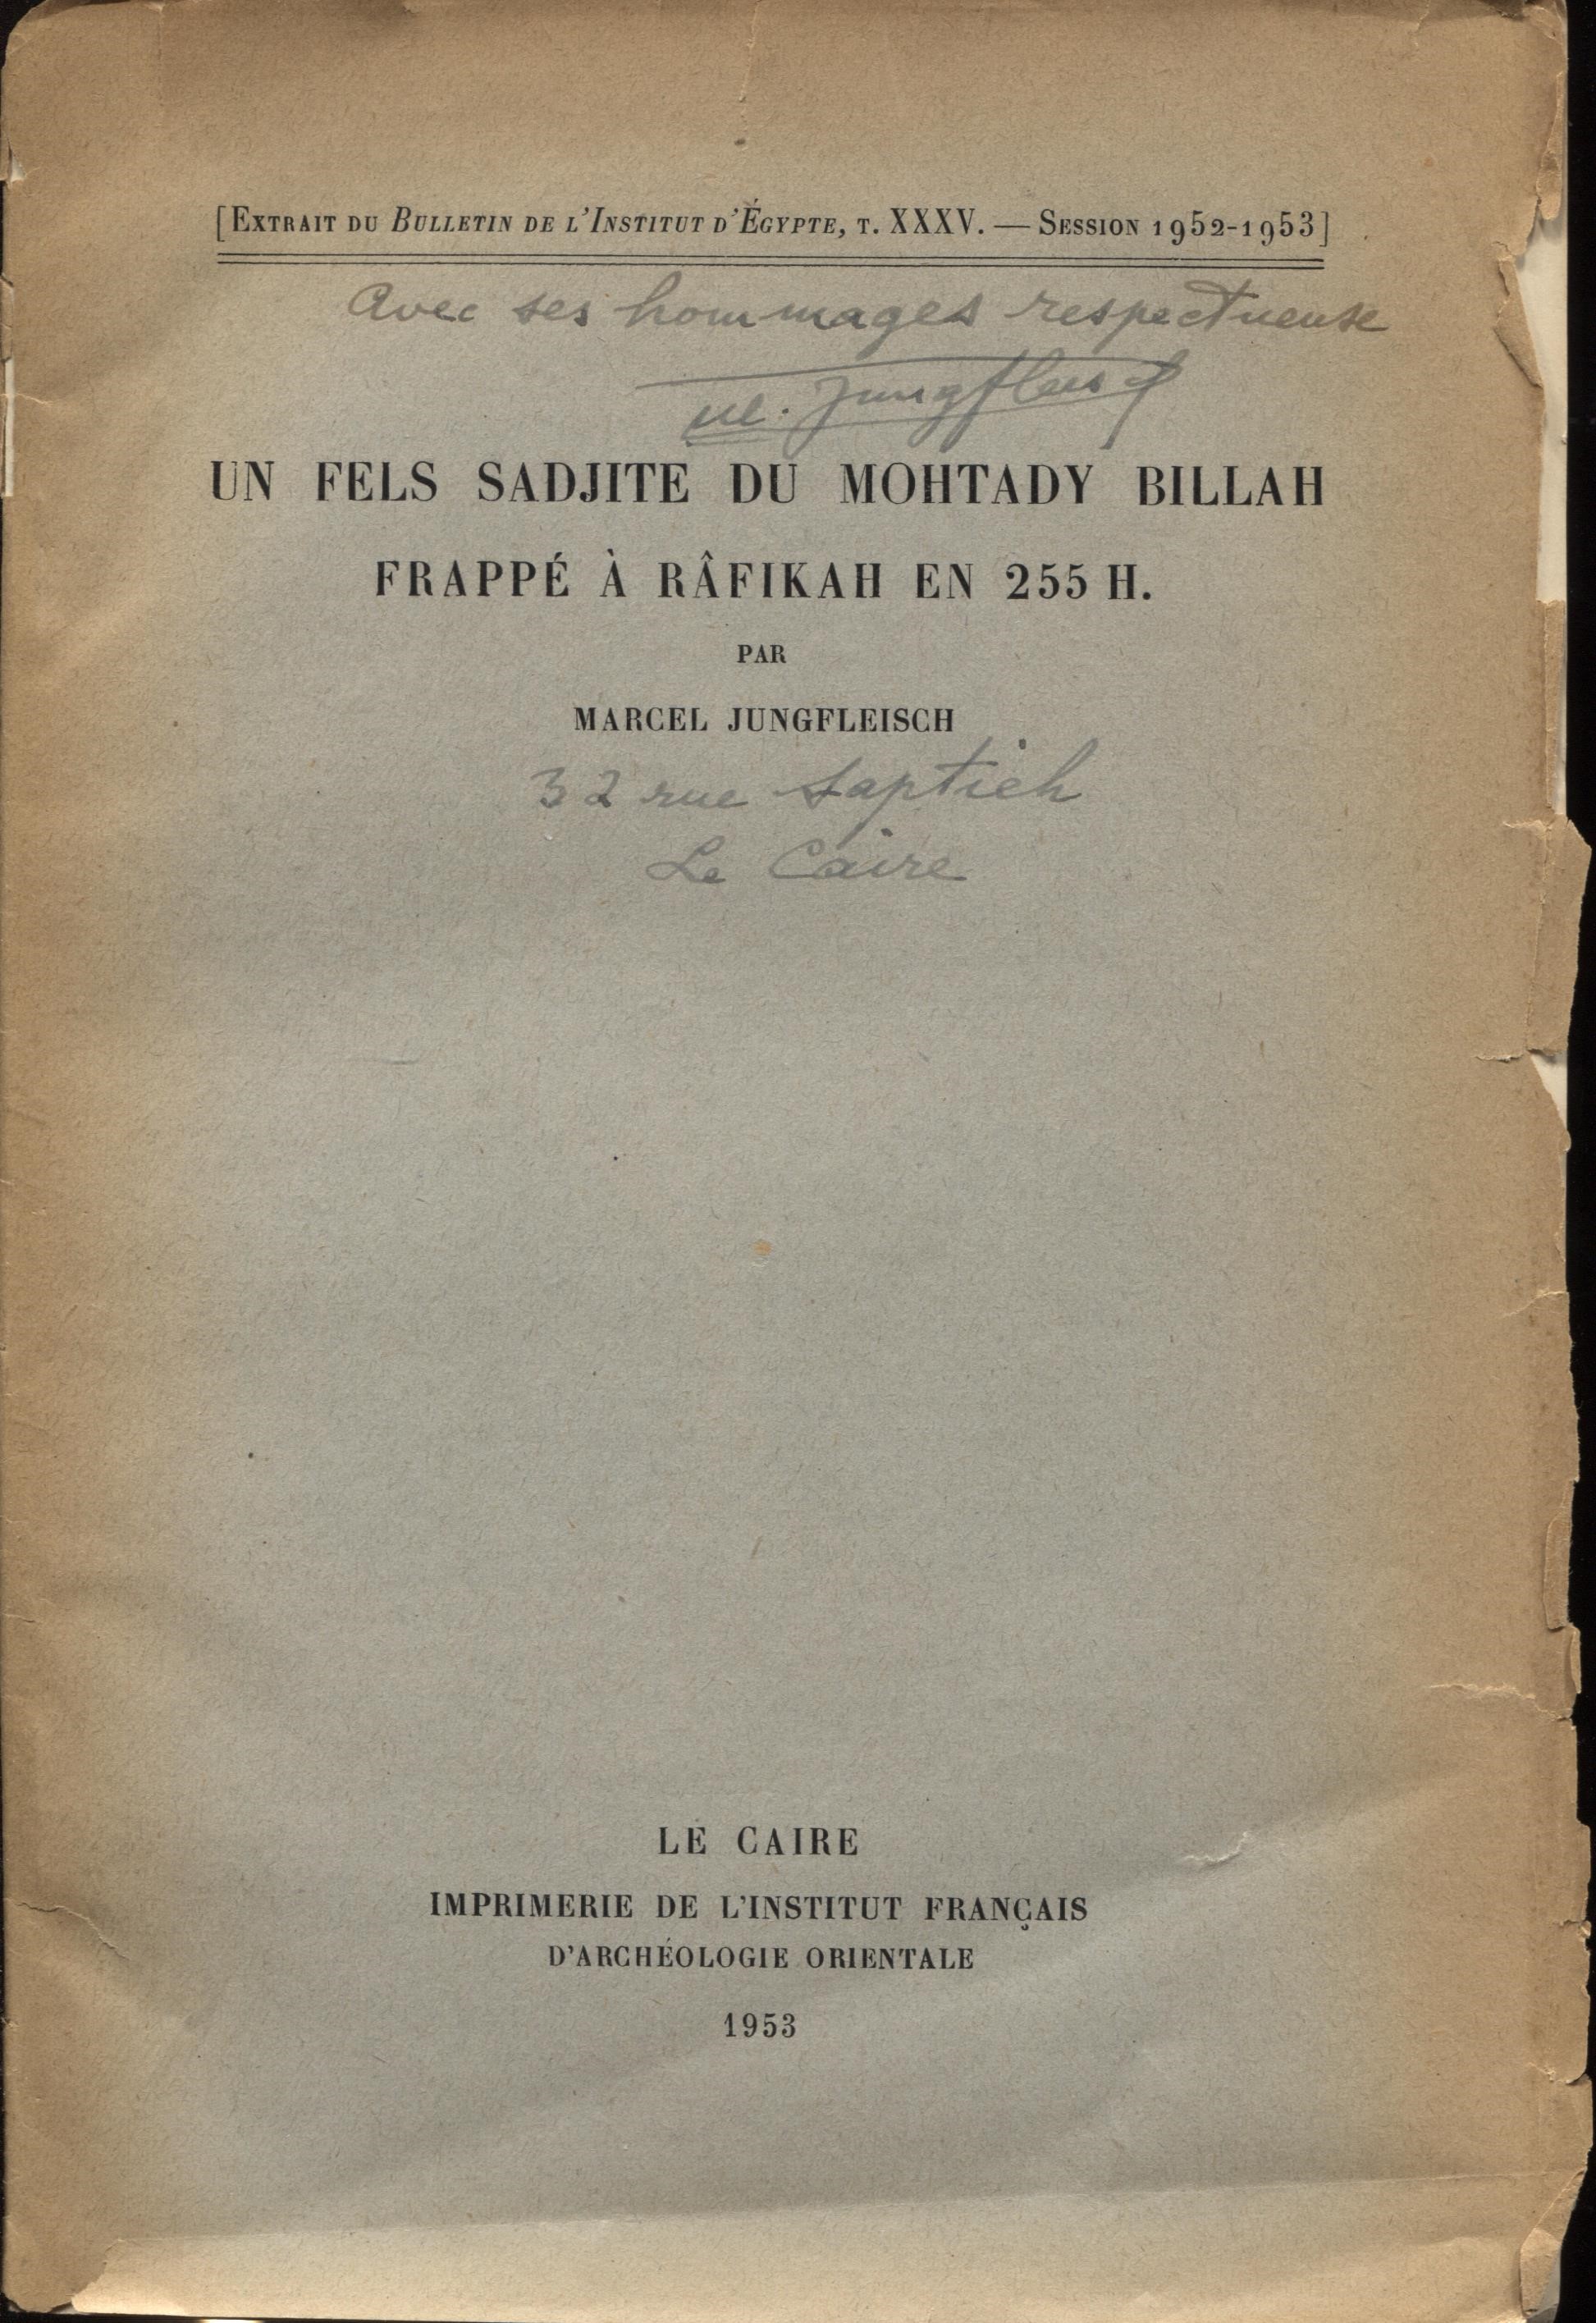 [EXTRAIT DU BULLETIN DE L'INSTITUT D'ÉGYPTE, T. XXXV. — SESSION 1952-1953]
Avec ses hommages respectueuse
M. Jungfleisch
UN FELS SADJITE DU MOHTADY BILLAH
FRAPPÉ À RÂFIKAH EN 255 H.
PAR
MARCEL JUNGFLEISCH
32 rue Saptieh
Le Caire
LE CAIRE
IMPRIMERIE DE L'INSTITUT FRANÇAIS
D'ARCHÉOLOGIE ORIENTALE
1953